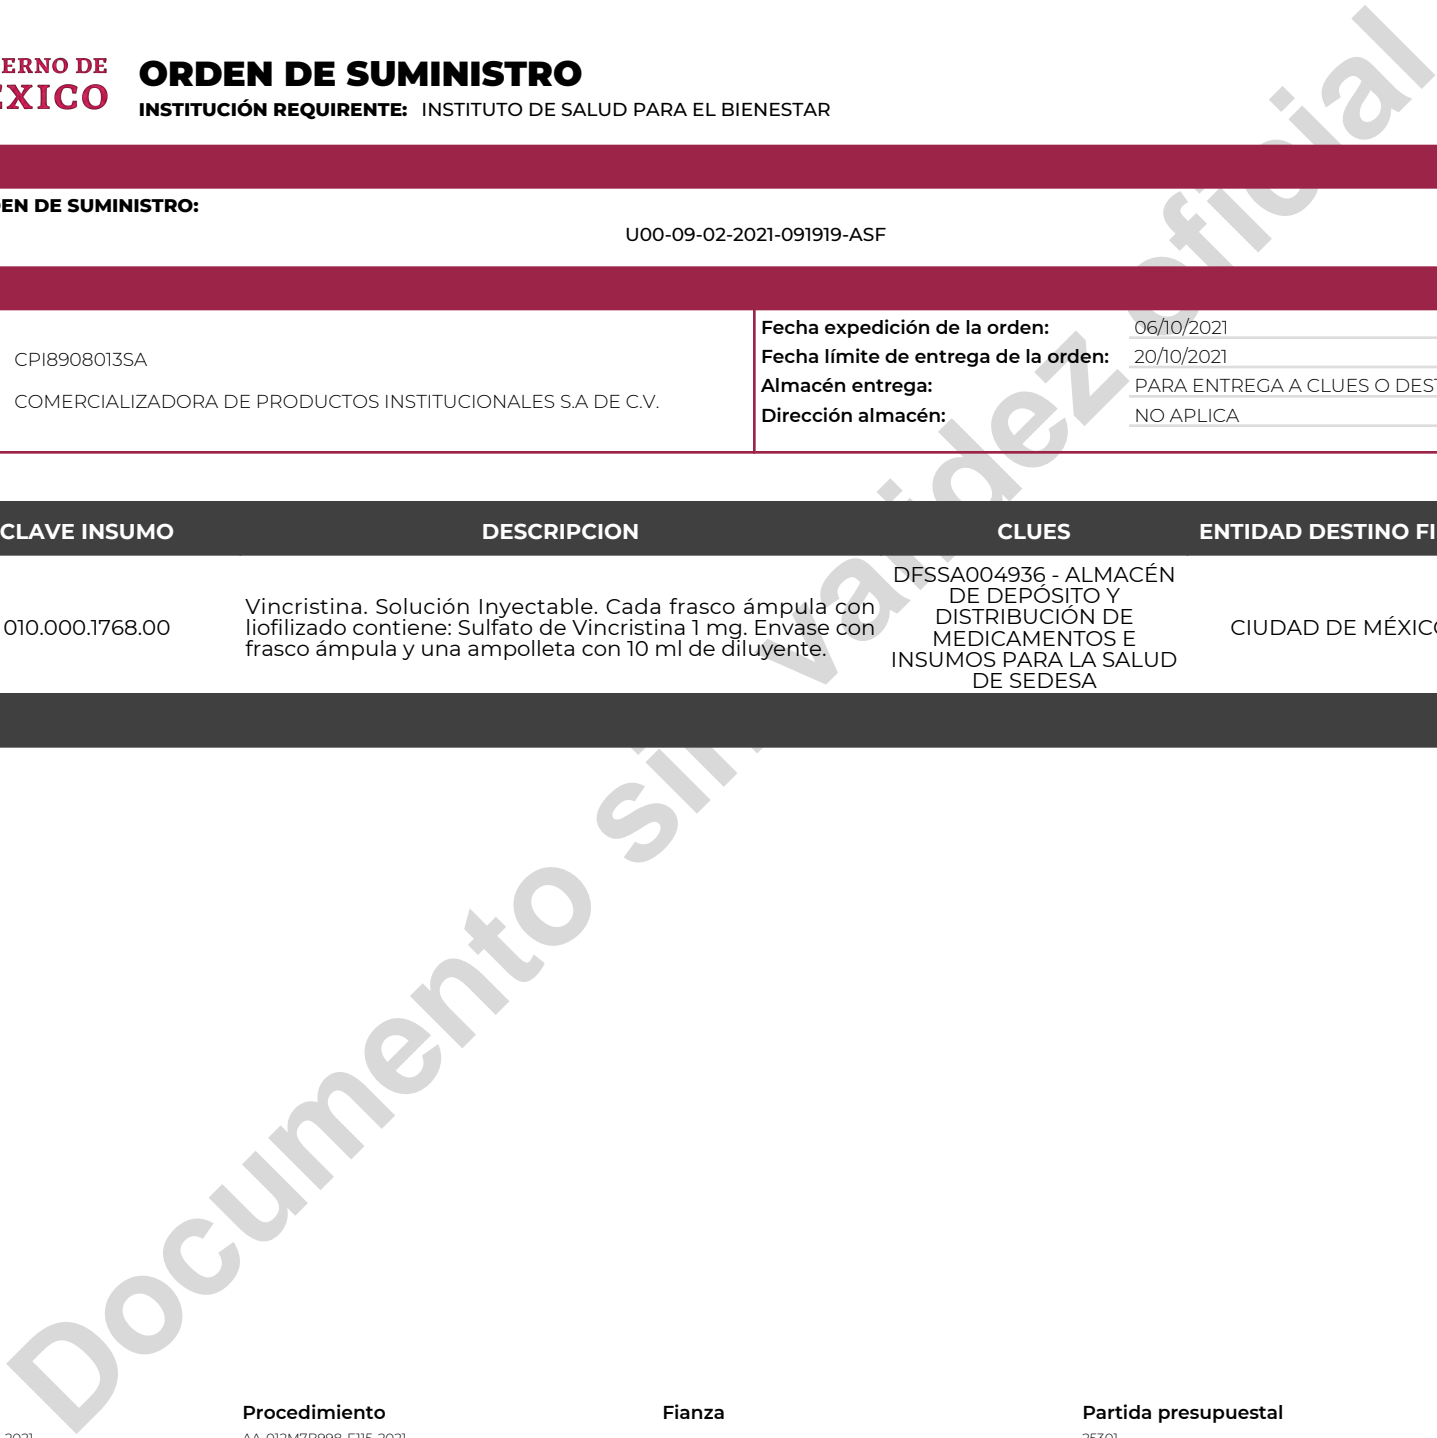 ERNO DE
ÉXICO
ORDEN DE SUMINISTRO
INSTITUCIÓN REQUIRENTE: INSTITUTO DE SALUD PARA EL BIENESTAR
EN DE SUMINISTRO:
U00-09-02-2021-091919-ASF
CPI8908013SA
COMERCIALIZADORA DE PRODUCTOS INSTITUCIONALES S.A DE C.V.
Fecha expedición de la orden: 06/10/2021
Fecha límite de entrega de la orden: 20/10/2021
Almacén entrega: PARA ENTREGA A CLUES O DEST
Dirección almacén: NO APLICA
CLAVE INSUMO DESCRIPCION CLUES ENTIDAD DESTINO FI
010.000.1768.00
Vincristina. Solución Inyectable. Cada frasco ámpula con
liofilizado contiene: Sulfato de Vincristina 1 mg. Envase con
frasco ámpula y una ampolleta con 10 ml de diluyente.
DFSSA004936 - ALMACÉN
DE DEPÓSITO Y
DISTRIBUCIÓN DE
MEDICAMENTOS E
INSUMOS PARA LA SALUD
DE SEDESA
CIUDAD DE MÉXICO
Documento sin validez oficial
Procedimiento Fianza Partida presupuestal